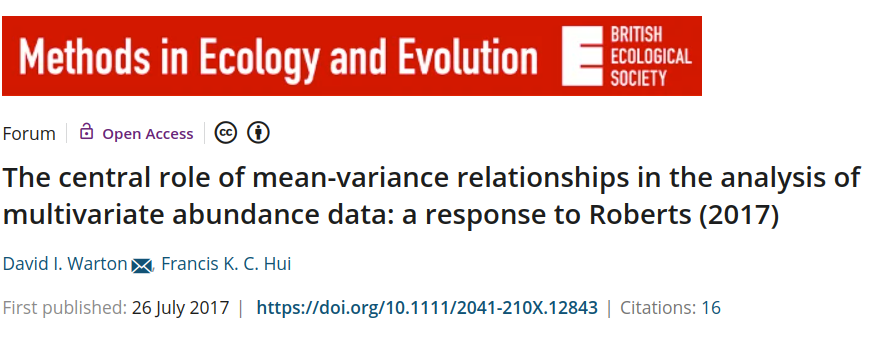 Methods in Ecology and Evolution
BRITISH
ECOLOGICAL
SOCIETY
Forum Open Access cc
The central role of mean-variance relationships in the analysis of
multivariate abundance data: a response to Roberts (2017)
David I. Warton, Francis K. C. Hui
First published: 26 July 2017 | https://doi.org/10.1111/2041-210X.12843 | Citations: 16